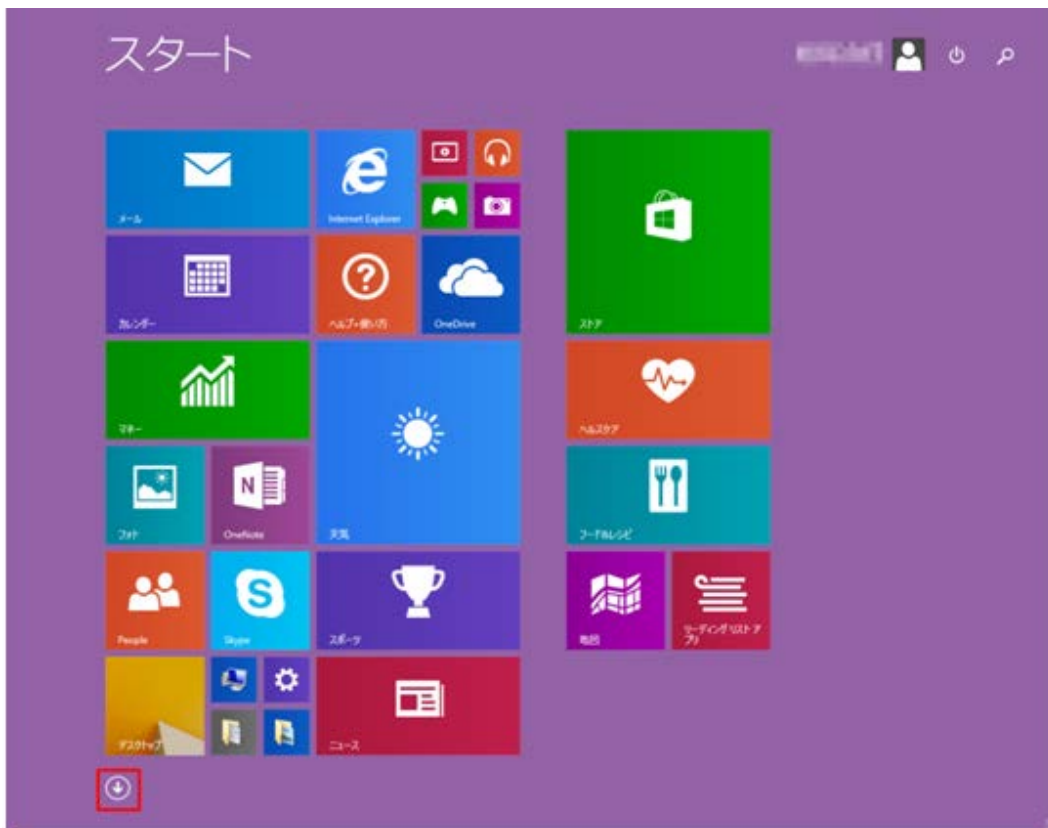 スタート
メール
Internet Explorer
カレンダー
ヘルプ+使い方
OneDrive
ストア
マネー
ヘルスケア
フォト
N
OneNote
天気
フード&レシピ
People
S
Skype
スポーツ
地図
リーディング リスト ア
プリ
デスクトップ
ニュース